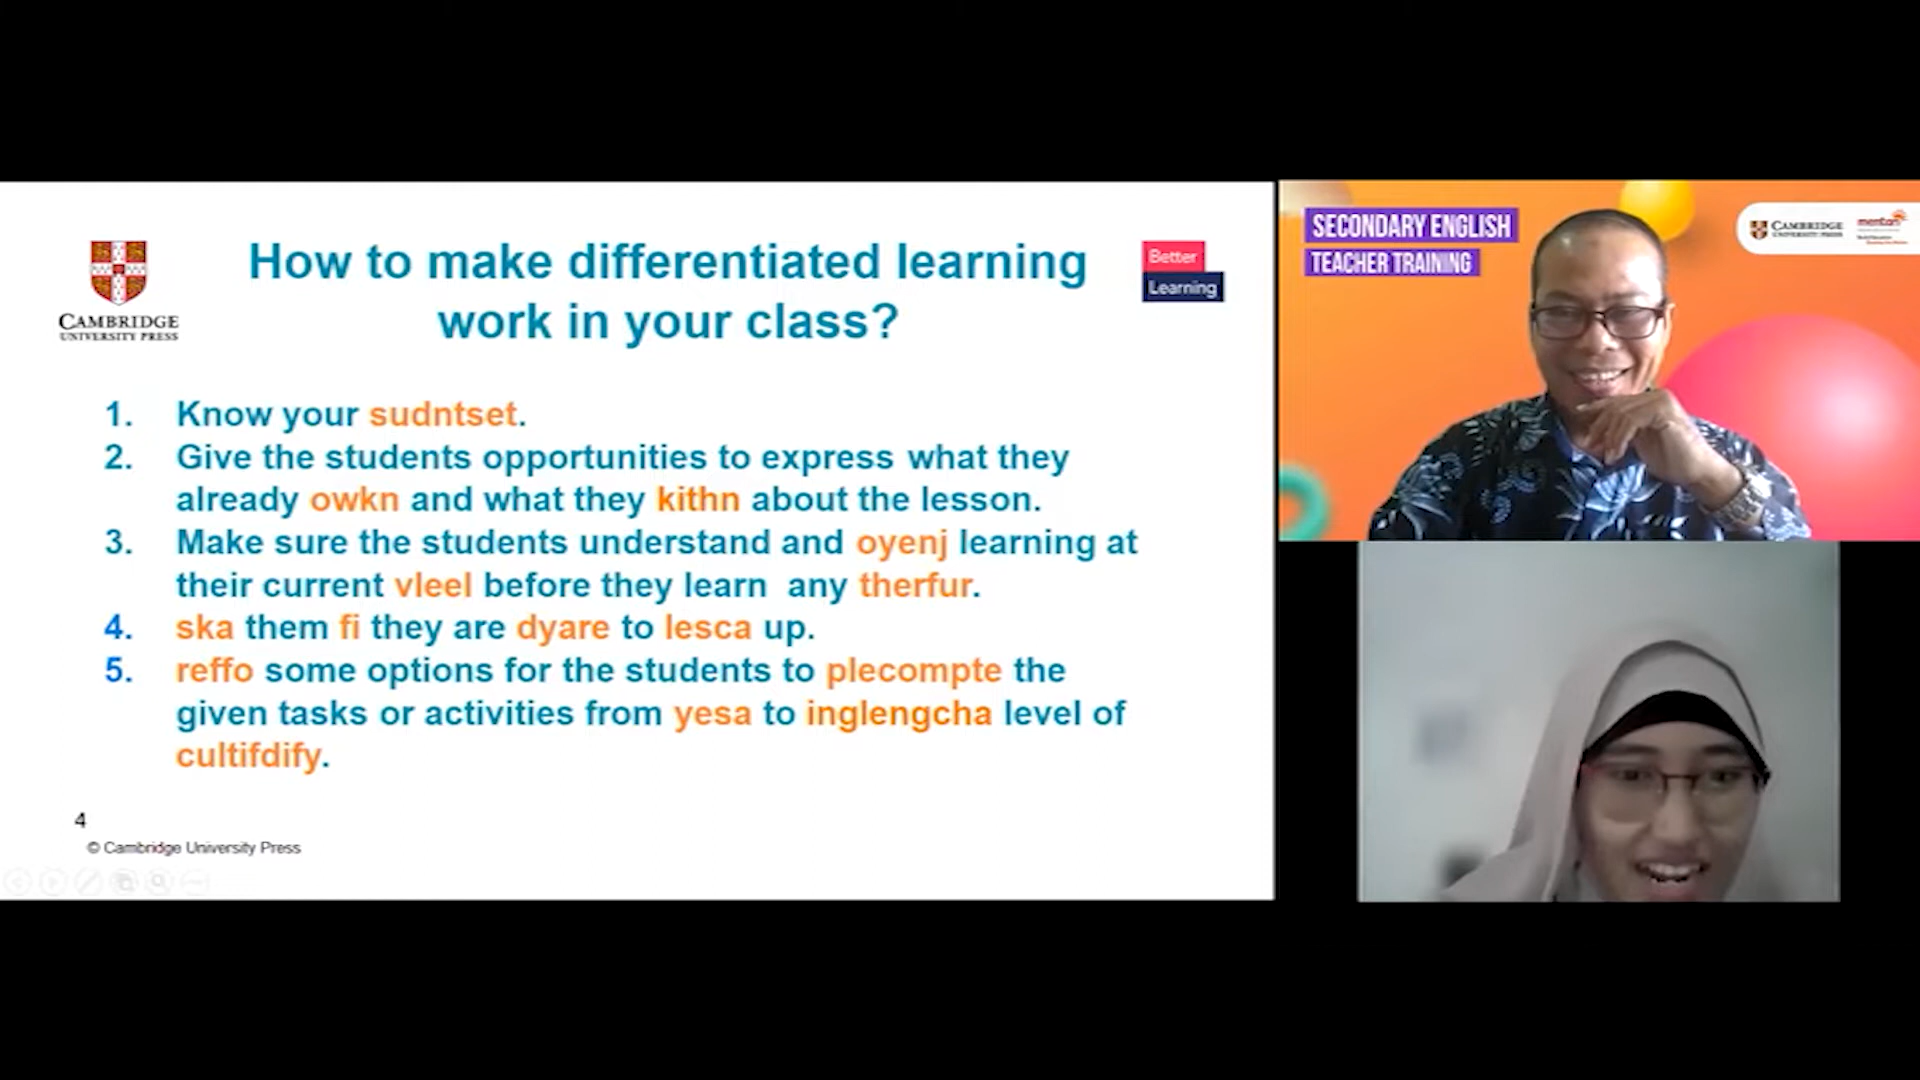 CAMBRIDGE
UNIVERSITY PRESS
How to make differentiated learning
work in your class?
Better
Learning
1. Know your sudntset.
2. Give the students opportunities to express what they
already owkn and what they kithn about the lesson.
3. Make sure the students understand and oyenj learning at
their current vleel before they learn any therfur.
4. ska them fi they are dyare to lesca up.
5. reffo some options for the students to plecompte the
given tasks or activities from yesa to inglengcha level of
cultifdify.
4
© Cambridge University Press
SECONDARY ENGLISH
TEACHER TRAINING
CAMBRIDGE
UNIVERSITY PRESS
mentari